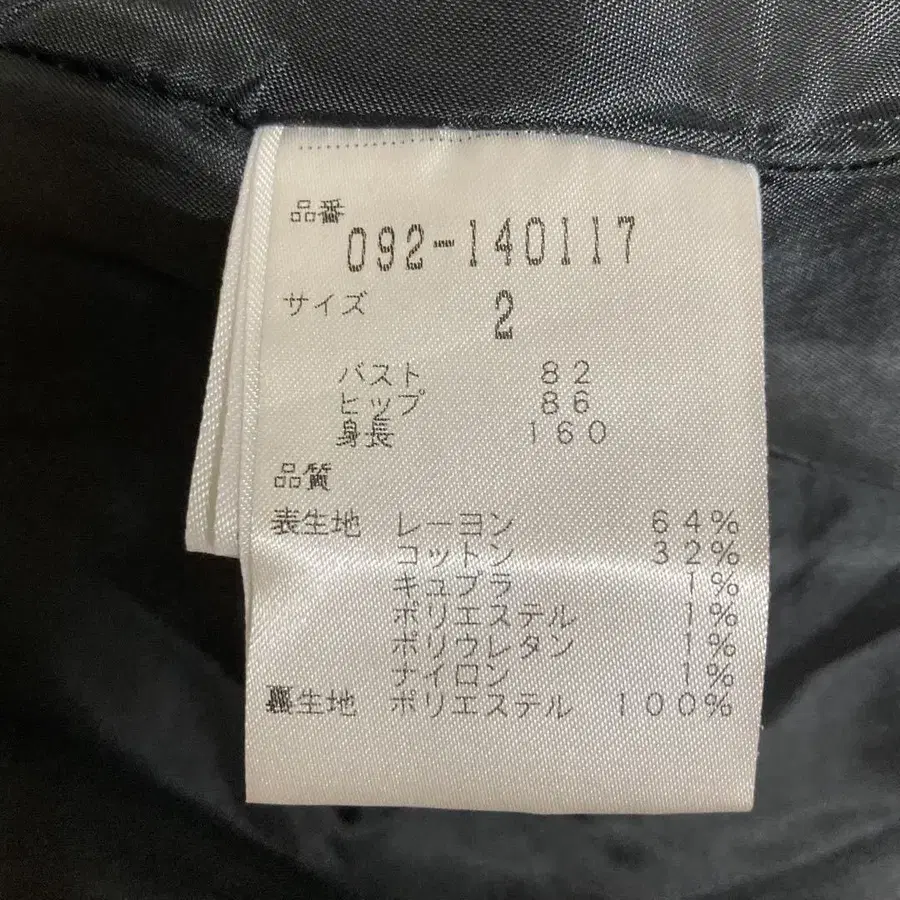 品番
092-140117
サイズ 2
バスト 82
ヒップ 86
身長 160
品質
表生地 レーヨン 64%
コットン 32%
キュプラ 1%
ポリエステル 1%
ポリウレタン 1%
ナイロン 1%
裏生地 ポリエステル 100%